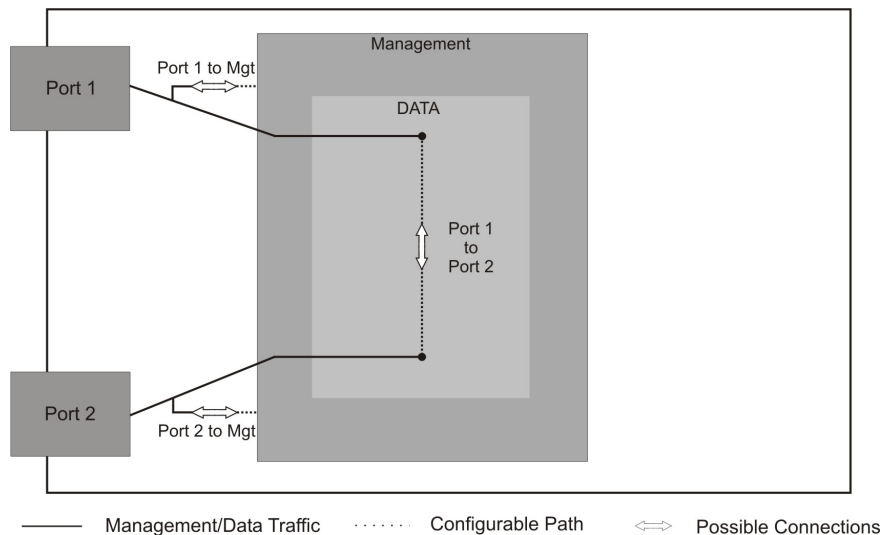 Management
Port 1 to Mgt
Port 1
DATA
Port 1
to
Port 2
Port 2
Port 2 to Mgt
Management/Data Traffic
Configurable Path
Possible Connections